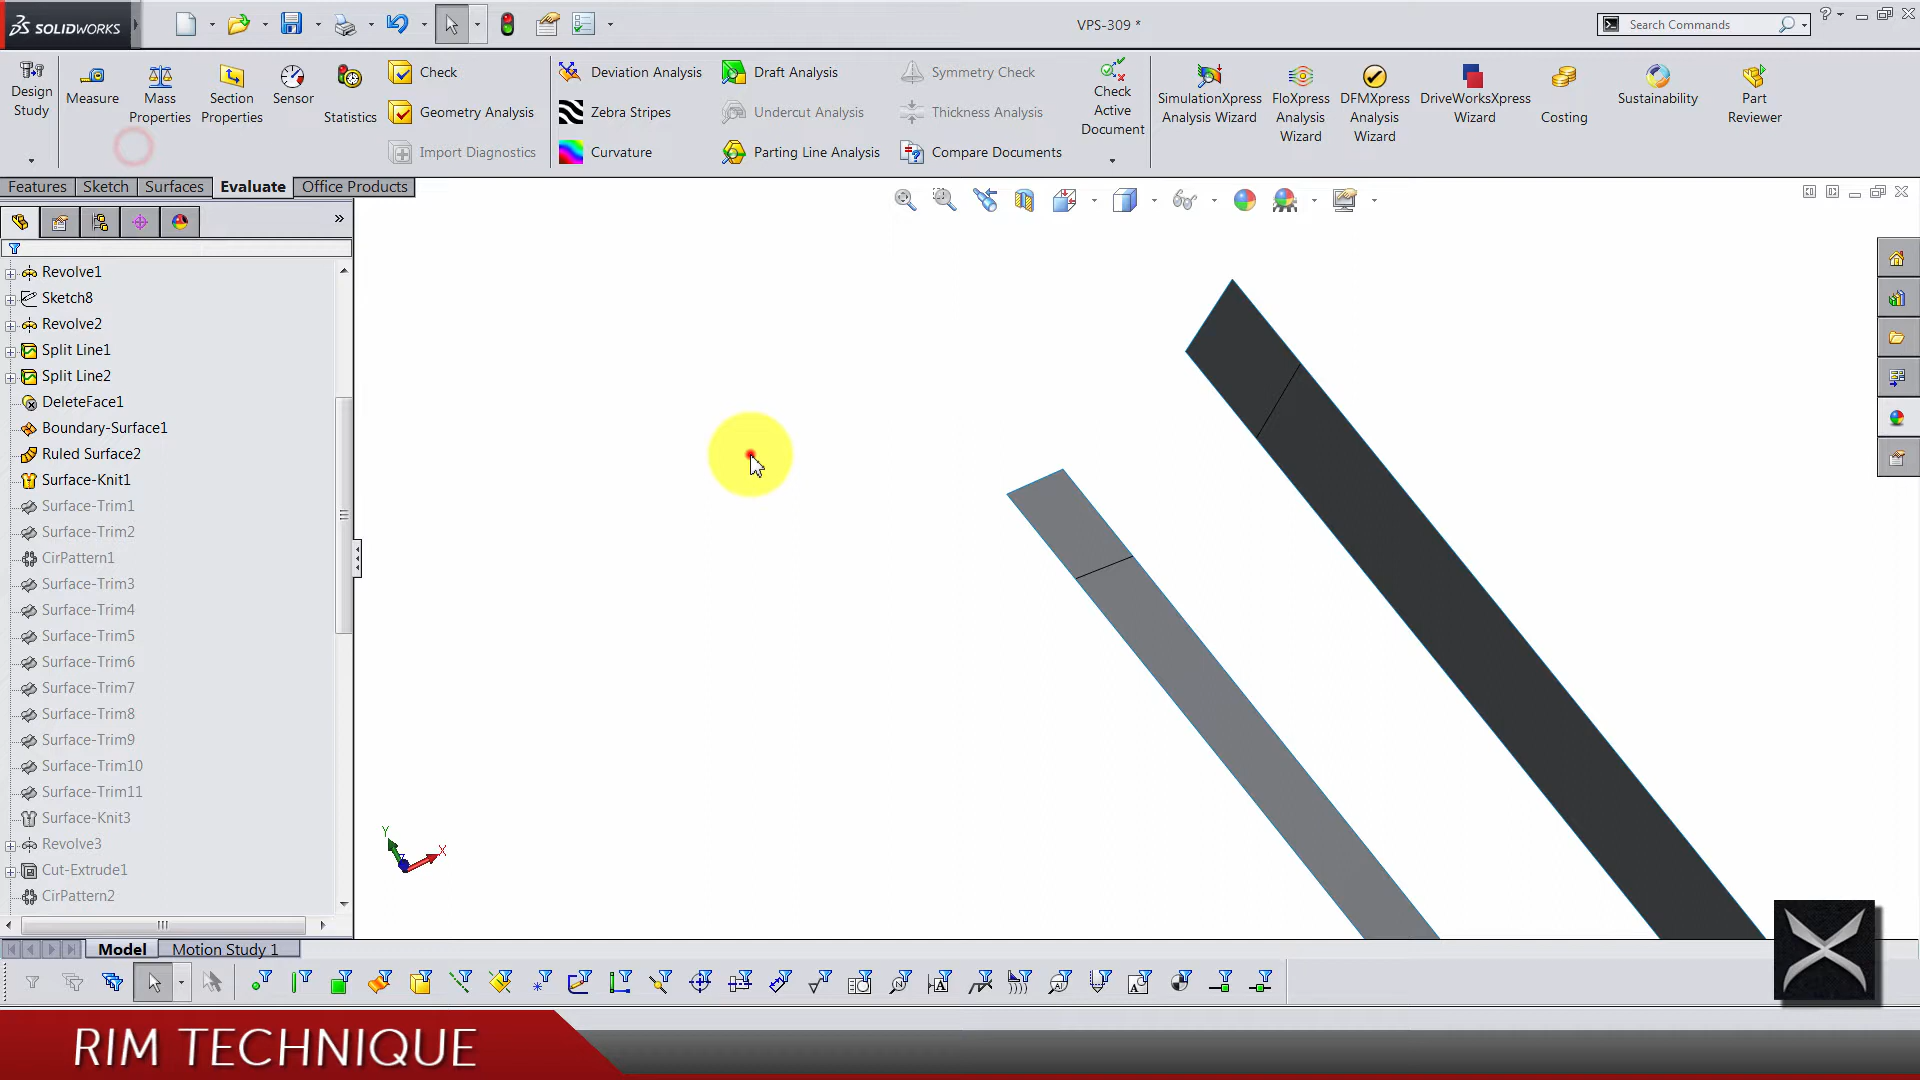 SOLIDWORKS
VPS-309 *
Search Commands
Design Study
Measure
Mass Properties
Section Properties
Sensor
Statistics
Check
Geometry Analysis
Import Diagnostics
Deviation Analysis
Zebra Stripes
Curvature
Draft Analysis
Undercut Analysis
Parting Line Analysis
Symmetry Check
Thickness Analysis
Compare Documents
Check Active Document
SimulationXpress Analysis Wizard
FloXpress Analysis Wizard
DFMXpress Analysis Wizard
DriveWorksXpress Wizard
Costing
Sustainability
Part Reviewer
Features
Sketch
Surfaces
Evaluate
Office Products
Revolve1
Sketch8
Revolve2
Split Line1
Split Line2
DeleteFace1
Boundary-Surface1
Ruled Surface2
Surface-Knit1
Surface-Trim1
Surface-Trim2
CirPattern1
Surface-Trim3
Surface-Trim4
Surface-Trim5
Surface-Trim6
Surface-Trim7
Surface-Trim8
Surface-Trim9
Surface-Trim10
Surface-Trim11
Surface-Knit3
Revolve3
Cut-Extrude1
CirPattern2
Y
X
Model
Motion Study 1
RIM TECHNIQUE